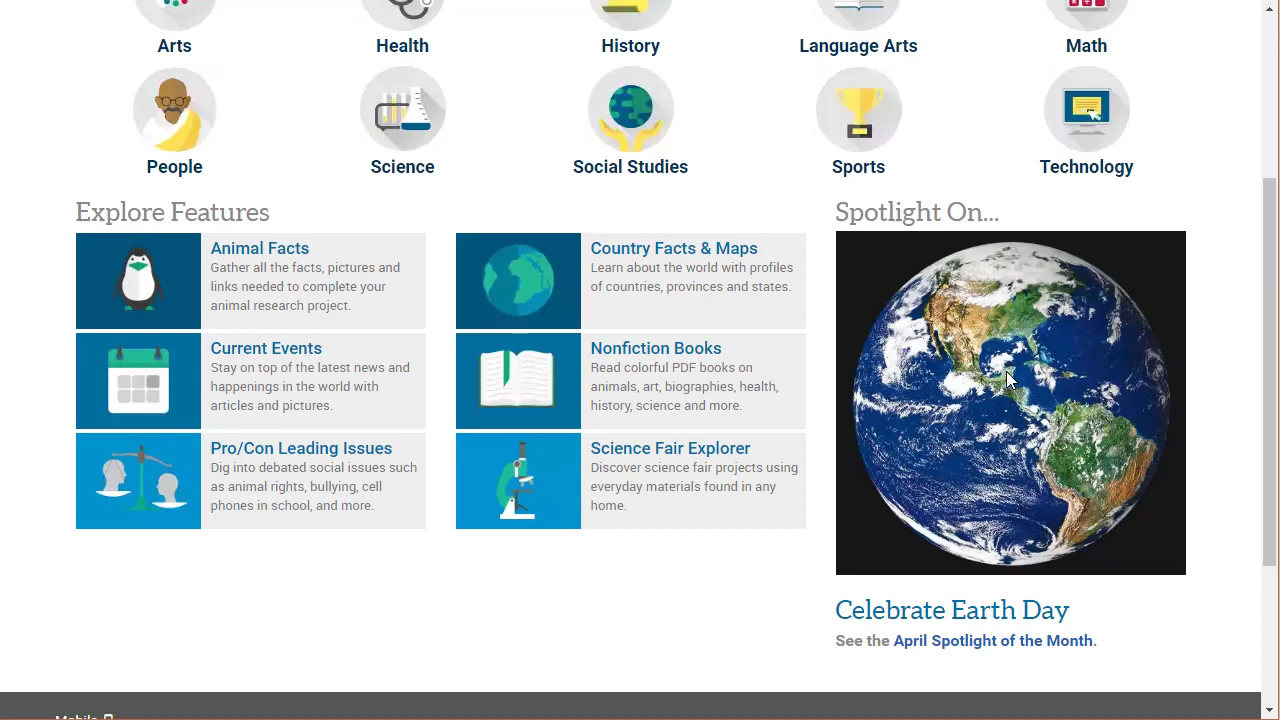 Arts
Health
History
Language Arts
Math
People
Science
Social Studies
Sports
Technology
Explore Features
Animal Facts
Gather all the facts, pictures and
links needed to complete your
animal research project.
Country Facts & Maps
Learn about the world with profiles
of countries, provinces and states.
Current Events
Stay on top of the latest news and
happenings in the world with
articles and pictures.
Nonfiction Books
Read colorful PDF books on
animals, art, biographies, health,
history, science and more.
Pro/Con Leading Issues
Dig into debated social issues such
as animal rights, bullying, cell
phones in school, and more.
Science Fair Explorer
Discover science fair projects using
everyday materials found in any
home.
Spotlight On...
Celebrate Earth Day
See the April Spotlight of the Month.
Mobile